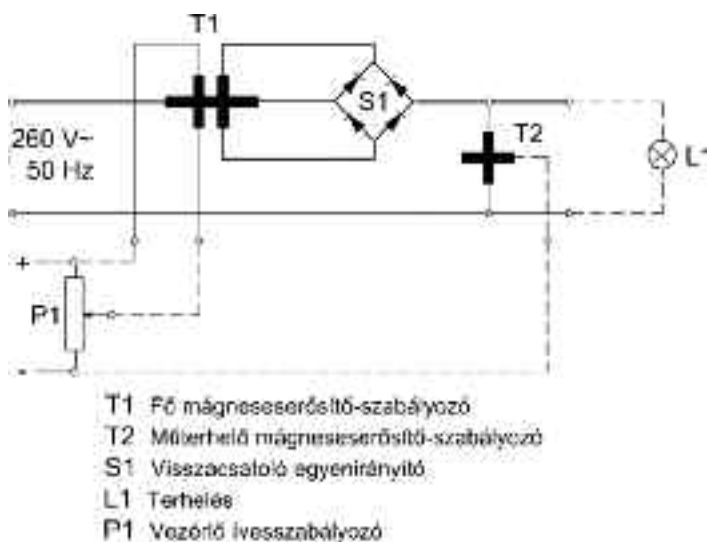 T1
S1
260 V~
50 Hz
T2
L1
+
P1
-
T1 Fő mágneseserősítő-szabályozó
T2 Műterhelő mágneseserősítő-szabályozó
S1 Visszacsatoló egyenirányító
L1 Terhelés
P1 Vezérlő ívesszabályozó